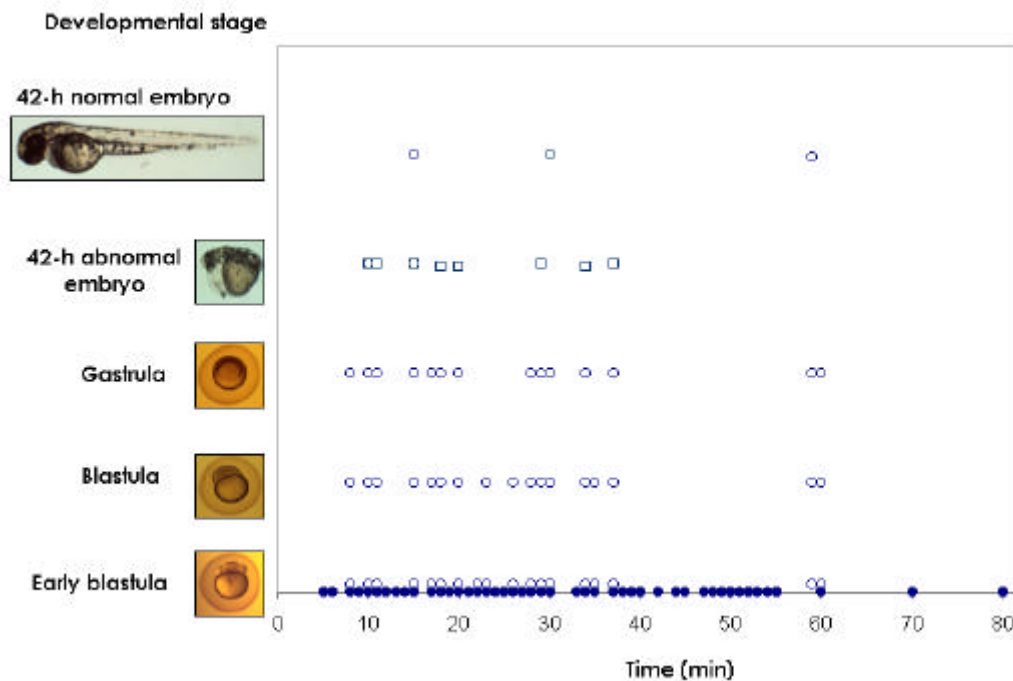 Developmental stage
42-h normal embryo
42-h abnormal
embryo
Gastrula
Blastula
Early blastula
0 10 20 30 40 50 60 70 80
Time (min)